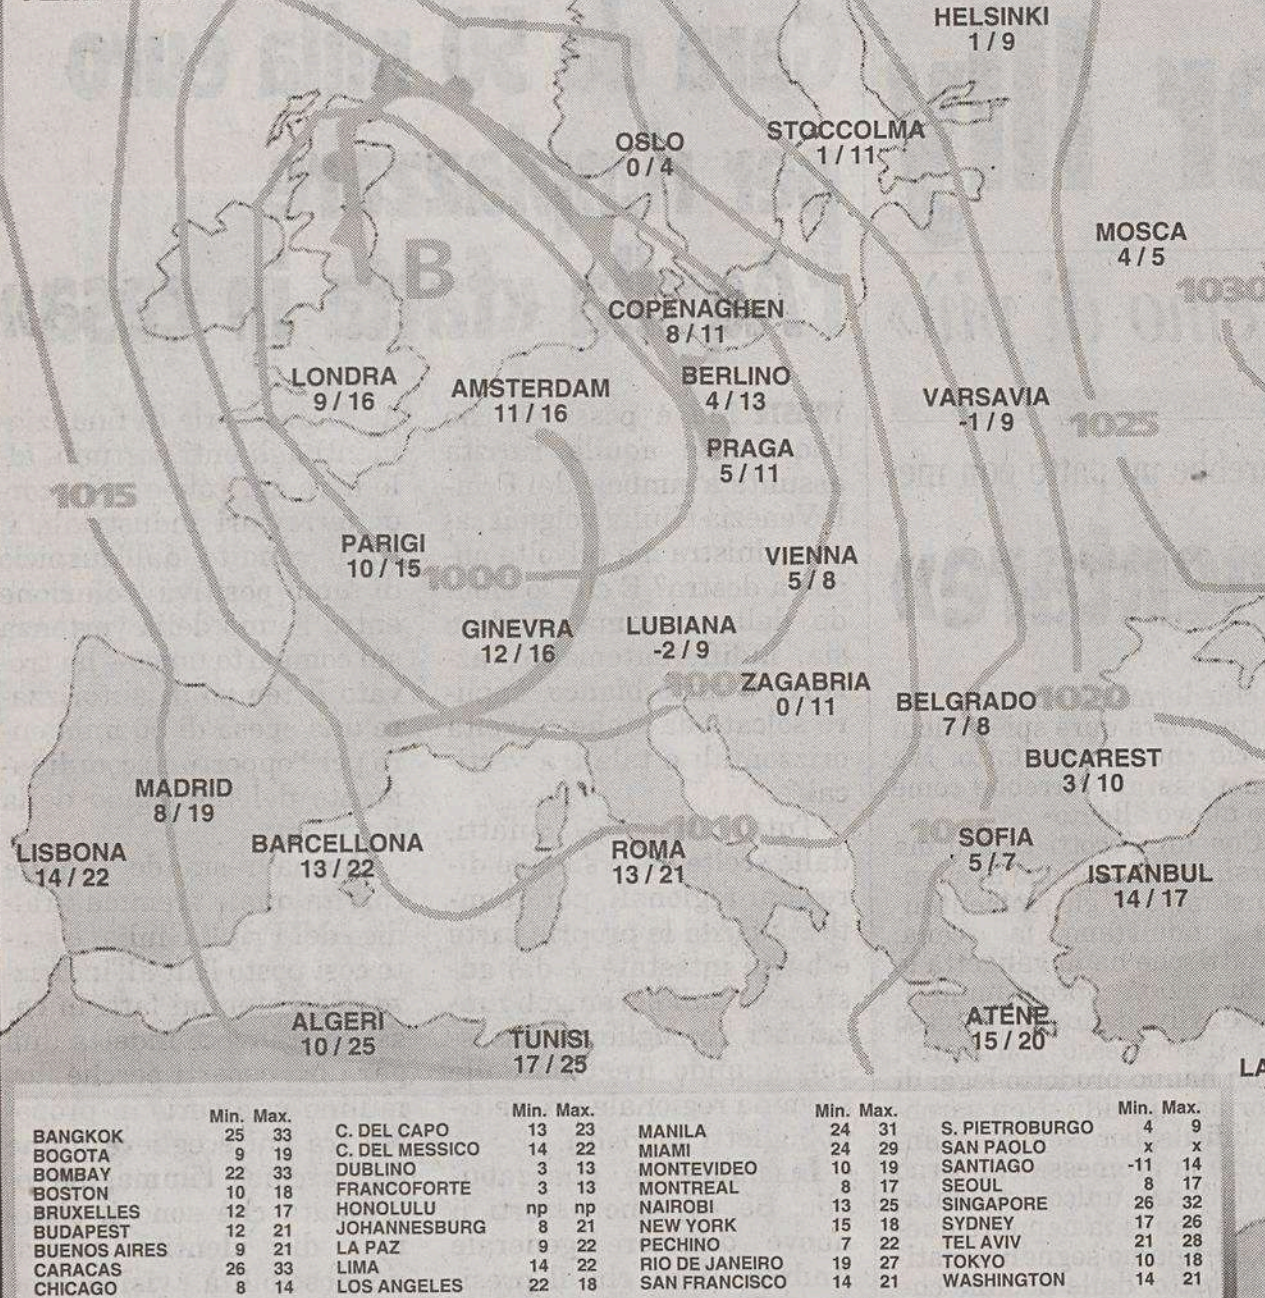 HELSINKI
1/9
OSLO
0/4
STOCCOLMA
1/11
MOSCA
4/5
B
1030
COPENAGHEN
8/11
LONDRA
9/16
AMSTERDAM
11/16
BERLINO
4/13
VARSAVIA
-1/9
1025
PRAGA
5/11
1015
PARIGI
10/15
1000
VIENNA
5/8
GINEVRA
12/16
LUBIANA
-2/9
ZAGABRIA
0/11
BELGRADO
7/8
1020
BUCAREST
3/10
MADRID
8/19
BARCELLONA
13/22
LISBONA
14/22
1010
ROMA
13/21
SOFIA
5/7
ISTANBUL
14/17
ALGERI
10/25
TUNISI
17/25
ATENE
15/20
LA
Min. Max.
BANGKOK 25 33
BOGOTA 9 19
BOMBAY 22 33
BOSTON 10 18
BRUXELLES 12 17
BUDAPEST 12 21
BUENOS AIRES 9 21
CARACAS 26 33
CHICAGO 8 14
Min. Max.
C. DEL CAPO 13 23
C. DEL MESSICO 14 22
DUBLINO 3 13
FRANCOFORTE 3 13
HONOLULU np np
JOHANNESBURG 8 21
LA PAZ 9 22
LIMA 14 22
LOS ANGELES 22 18
Min. Max.
MANILA 24 31
MIAMI 24 29
MONTEVIDEO 10 19
MONTREAL 8 17
NAIROBI 13 25
NEW YORK 15 18
PECHINO 7 22
RIO DE JANEIRO 19 27
SAN FRANCISCO 14 21
Min. Max.
S. PIETROBURGO 4 9
SAN PAOLO x x
SANTIAGO -11 14
SEOUL 8 17
SINGAPORE 26 32
SYDNEY 17 26
TEL AVIV 21 28
TOKYO 10 18
WASHINGTON 14 21